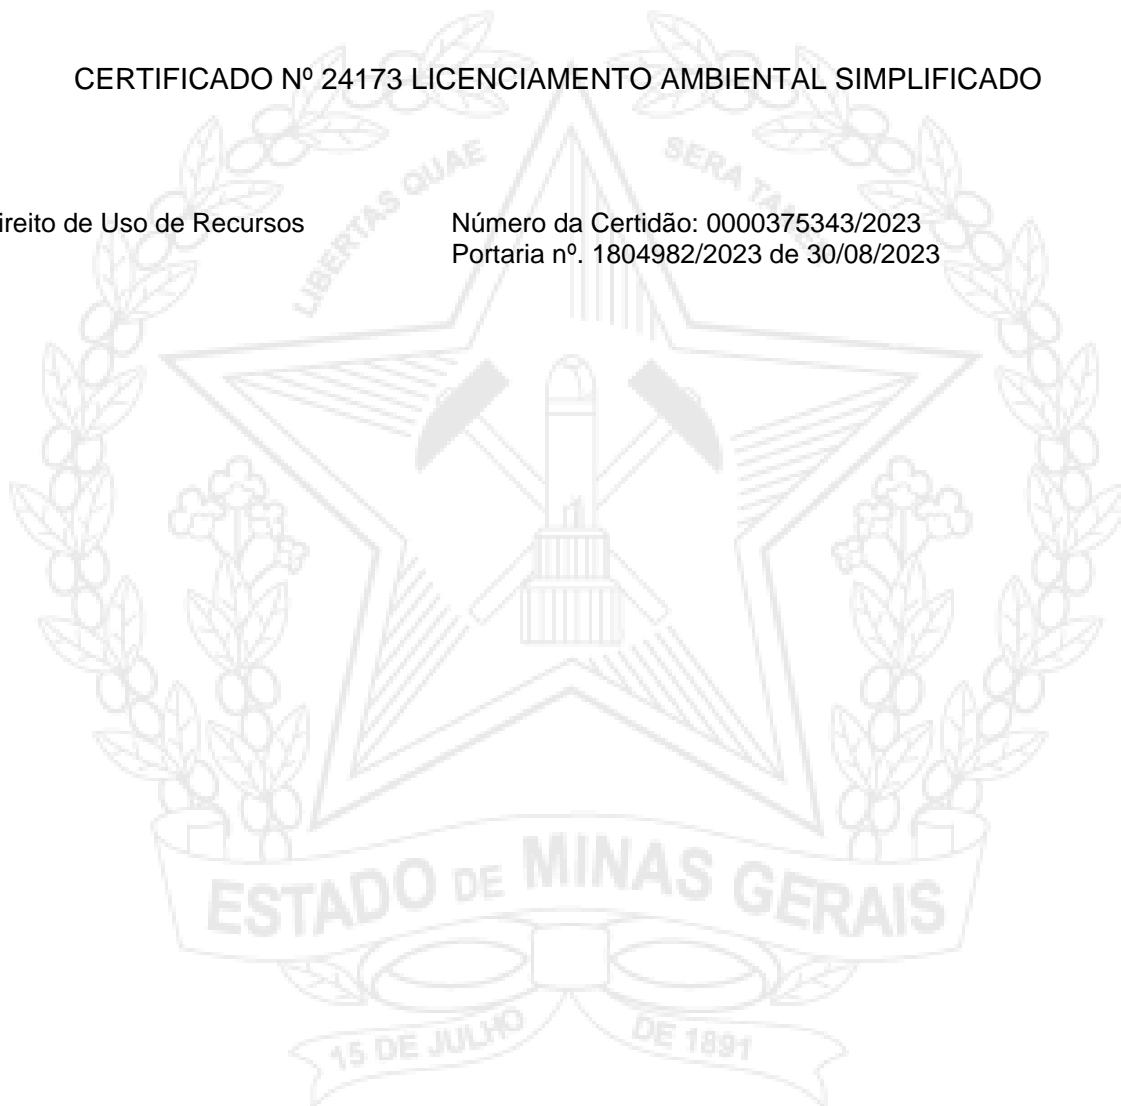 CERTIFICADO Nº 24173 LICENCIAMENTO AMBIENTAL SIMPLIFICADO
LIBERTAS QUAE SERA TAMEN
ireito de Uso de Recursos
Número da Certidão: 0000375343/2023
Portaria nº. 1804982/2023 de 30/08/2023
ESTADO DE MINAS GERAIS
15 DE JULHO DE 1891